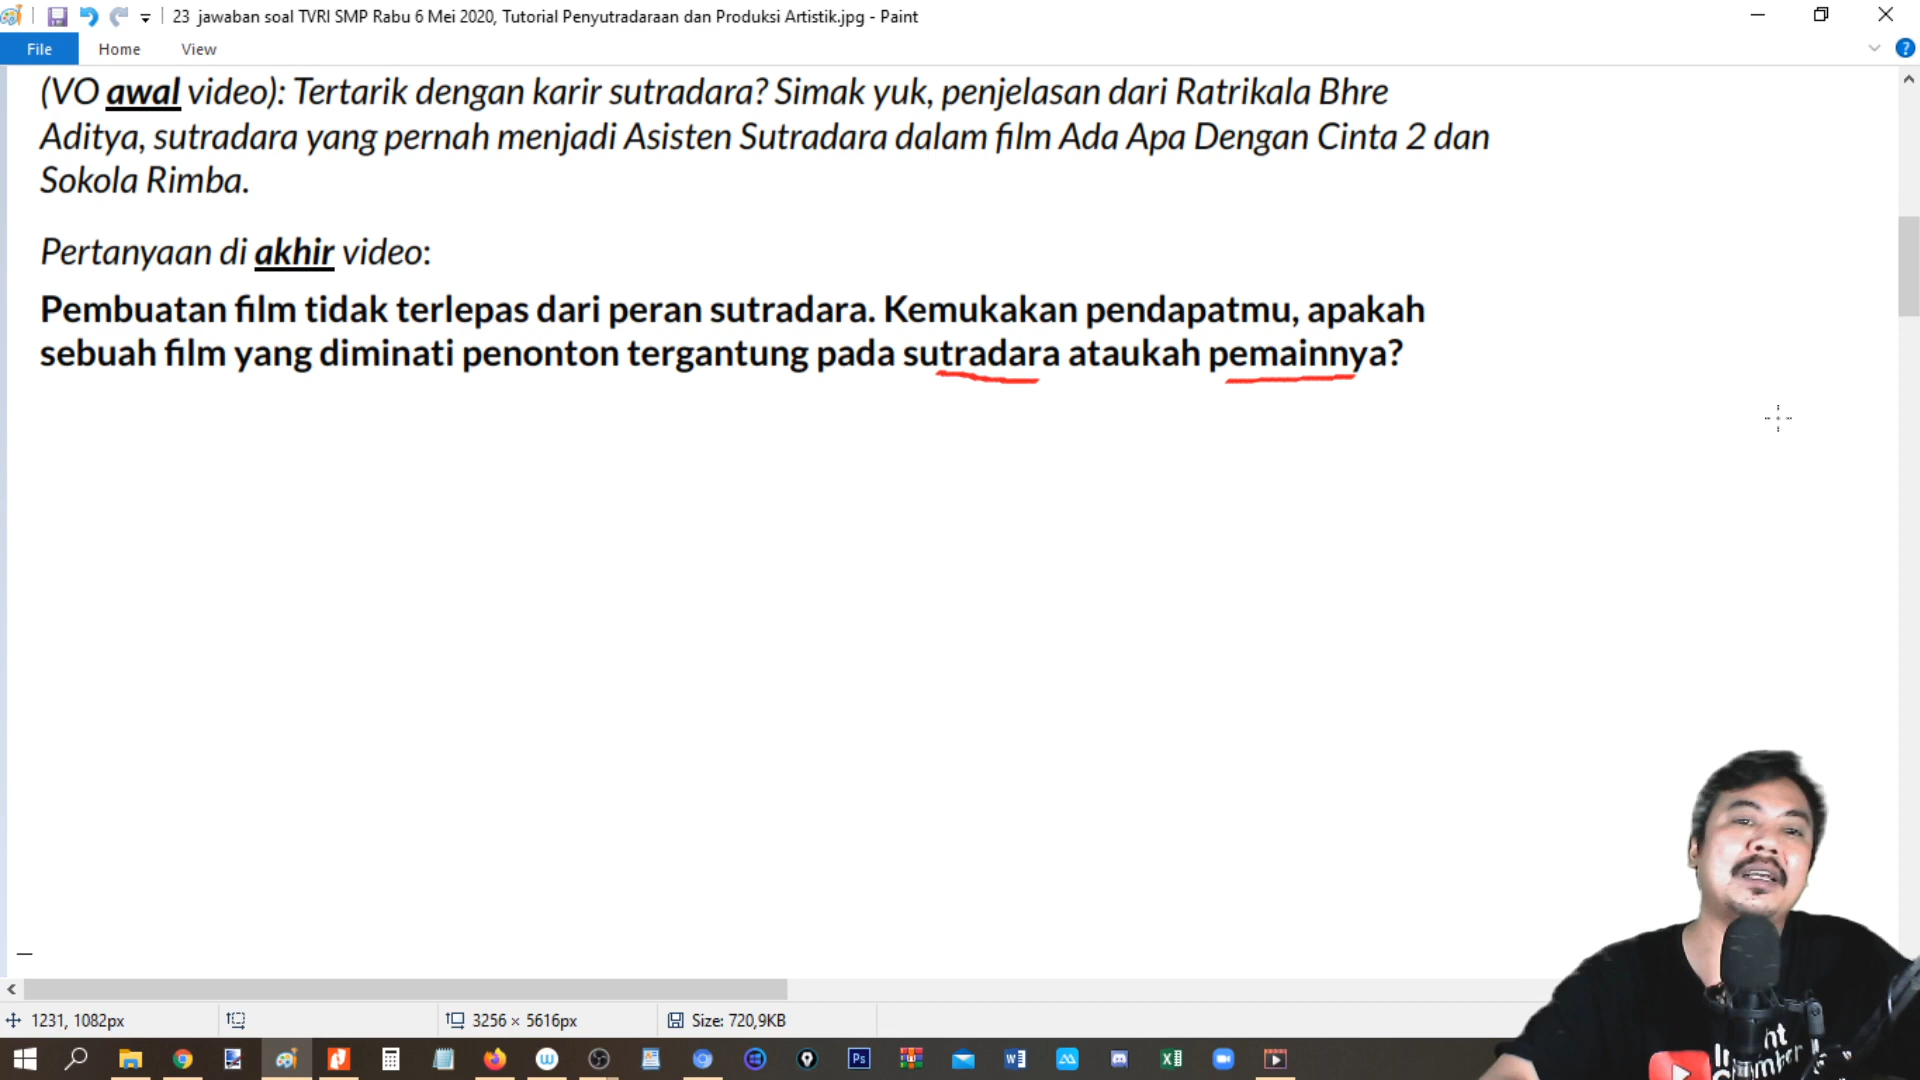 23 jawaban soal TVRI SMP Rabu 6 Mei 2020, Tutorial Penyutradaraan dan Produksi Artistik.jpg - Paint
File Home View
(VO awal video): Tertarik dengan karir sutradara? Simak yuk, penjelasan dari Ratrikala Bhre
Aditya, sutradara yang pernah menjadi Asisten Sutradara dalam film Ada Apa Dengan Cinta 2 dan
Sokola Rimba.
Pertanyaan di akhir video:
Pembuatan film tidak terlepas dari peran sutradara. Kemukakan pendapatmu, apakah
sebuah film yang diminati penonton tergantung pada sutradara ataukah pemainnya?
1231, 1082px 3256 × 5616px Size: 720,9KB
Ps